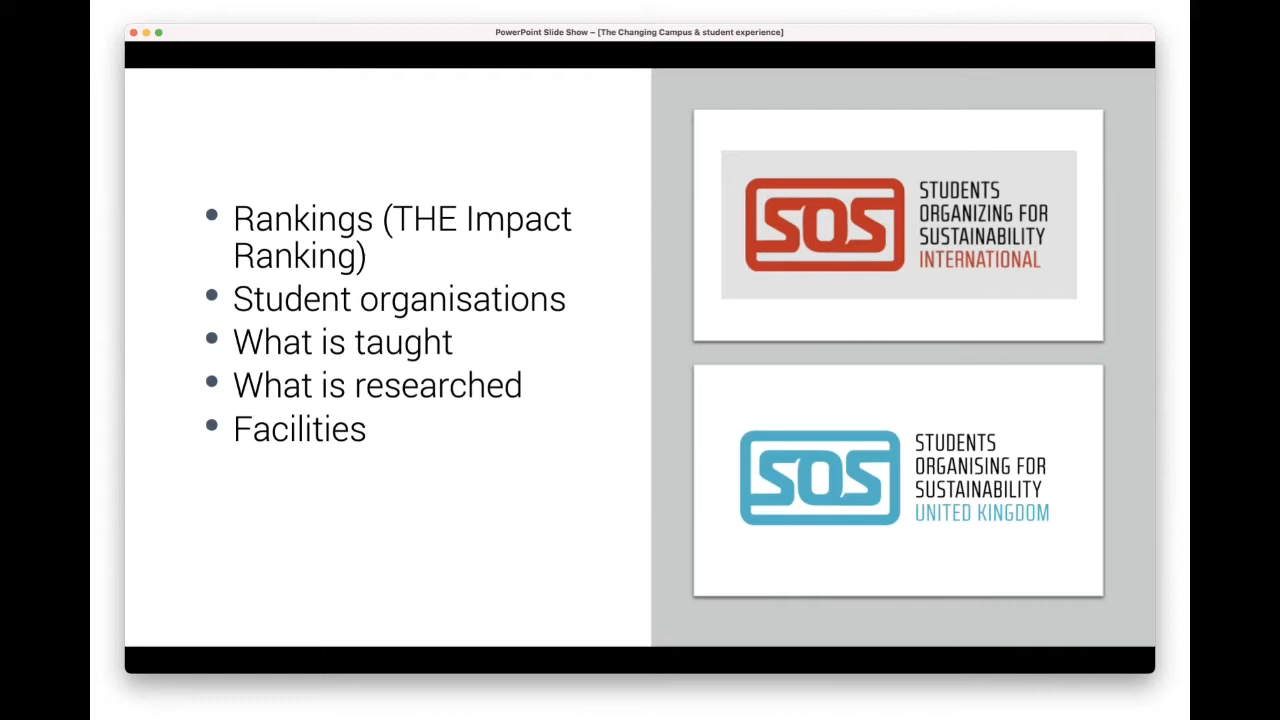 PowerPoint Slide Show – [The Changing Campus & student experience]
• Rankings (THE Impact
Ranking)
• Student organisations
• What is taught
• What is researched
• Facilities
SOS
STUDENTS
ORGANIZING FOR
SUSTAINABILITY
INTERNATIONAL
SOS
STUDENTS
ORGANISING FOR
SUSTAINABILITY
UNITED KINGDOM